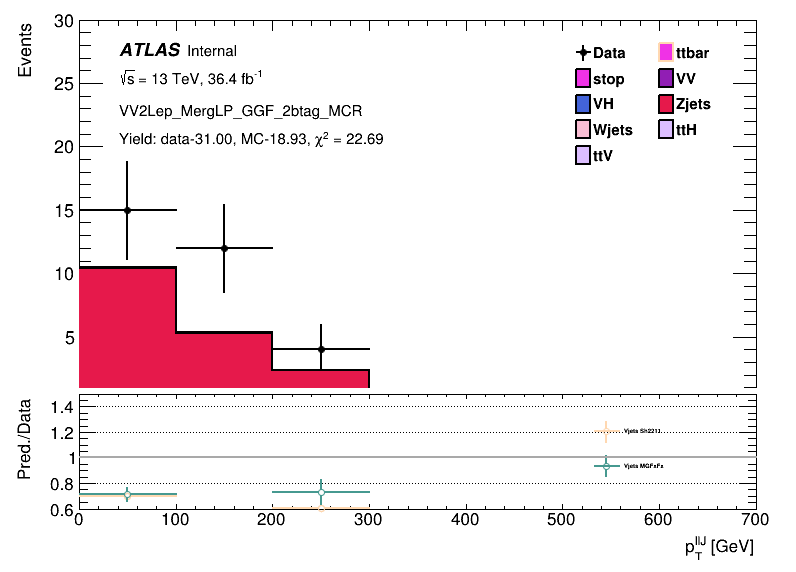 Events
30
25
20
15
10
5
ATLAS Internal
√s = 13 TeV, 36.4 fb⁻¹
VV2Lep_MergLP_GGF_2btag_MCR
Yield: data-31.00, MC-18.93, χ² = 22.69
Data
ttbar
stop
VV
VH
Zjets
Wjets
ttH
ttV
Pred./Data
1.4
1.2
1
0.8
0.6
Vjets Sh2211
Vjets MGFxFx
0 100 200 300 400 500 600 700
p_T^llJ [GeV]